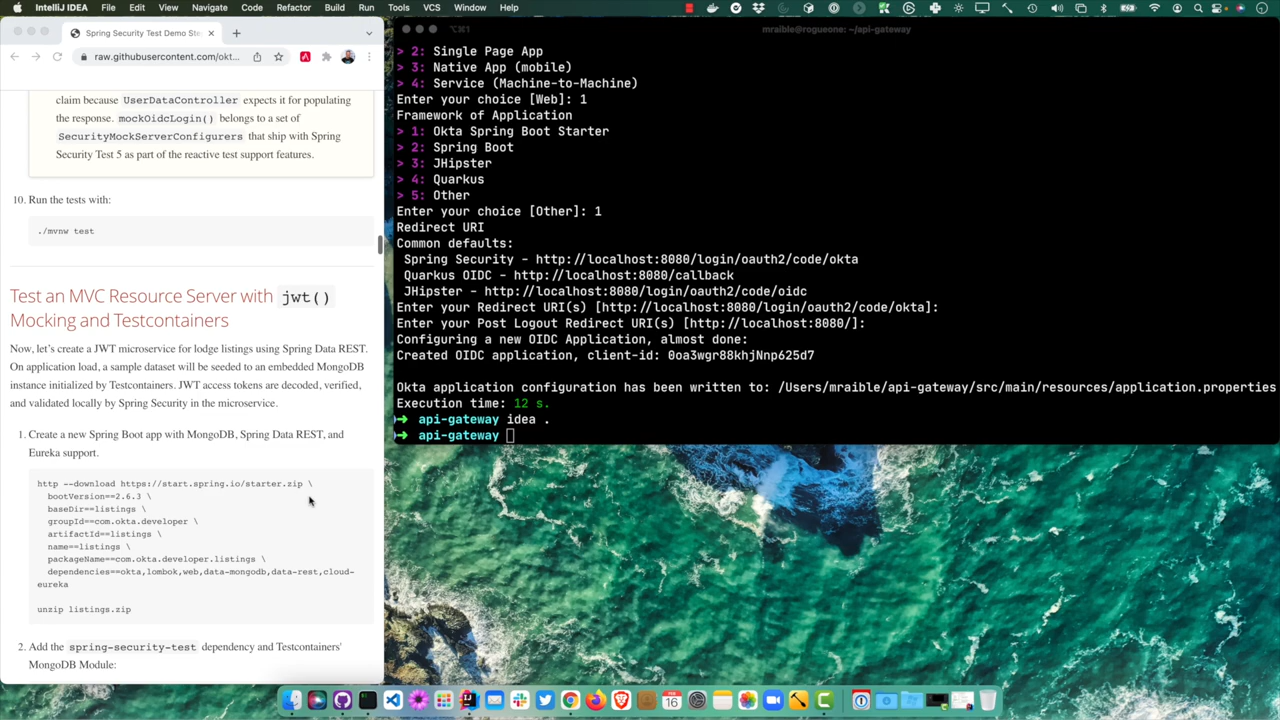 IntelliJ IDEA File Edit View Navigate Code Refactor Build Run Tools Git Window Help
Spring Security Test Demo Ste
raw.githubusercontent.com/okt...
claim because UserDataController expects it for populating
the response. mockOidcLogin() belongs to a set of
SecurityMockServerConfigurers that ship with Spring
Security Test 5 as part of the reactive test support features.
10. Run the tests with:
./mvnw test
Test an MVC Resource Server with jwt()
Mocking and Testcontainers
Now, let's create a JWT microservice for lodge listings using Spring Data REST.
On application load, a sample dataset will be seeded to an embedded MongoDB
instance initialized by Testcontainers. JWT access tokens are decoded, verified,
and validated locally by Spring Security in the microservice.
1. Create a new Spring Boot app with MongoDB, Spring Data REST, and
Eureka support.
http --download https://start.spring.io/starter.zip \
bootVersion==2.6.3 \
baseDir==listings \
groupId==com.okta.developer \
artifactId==listings \
name==listings \
packageName==com.okta.developer.listings \
dependencies==okta,lombok,web,data-mongodb,data-rest,cloud-
eureka
unzip listings.zip
2. Add the spring-security-test dependency and Testcontainers'
MongoDB Module:
⌥⌘1
mraible@rogueone: ~/api-gateway
> 2: Single Page App
> 3: Native App (mobile)
> 4: Service (Machine-to-Machine)
Enter your choice [Web]: 1
Framework of Application
> 1: Okta Spring Boot Starter
> 2: Spring Boot
> 3: JHipster
> 4: Quarkus
> 5: Other
Enter your choice [Other]: 1
Redirect URI
Common defaults:
Spring Security - http://localhost:8080/login/oauth2/code/okta
Quarkus OIDC - http://localhost:8080/callback
JHipster - http://localhost:8080/login/oauth2/code/oidc
Enter your Redirect URI(s) [http://localhost:8080/login/oauth2/code/okta]:
Enter your Post Logout Redirect URI(s) [http://localhost:8080/]:
Configuring a new OIDC Application, almost done:
Created OIDC application, client-id: 0oa3wgr88khjNnp625d7
Okta application configuration has been written to: /Users/mraible/api-gateway/src/main/resources/application.properties
Execution time: 12 s.
➜ api-gateway idea .
➜ api-gateway
FEB
16